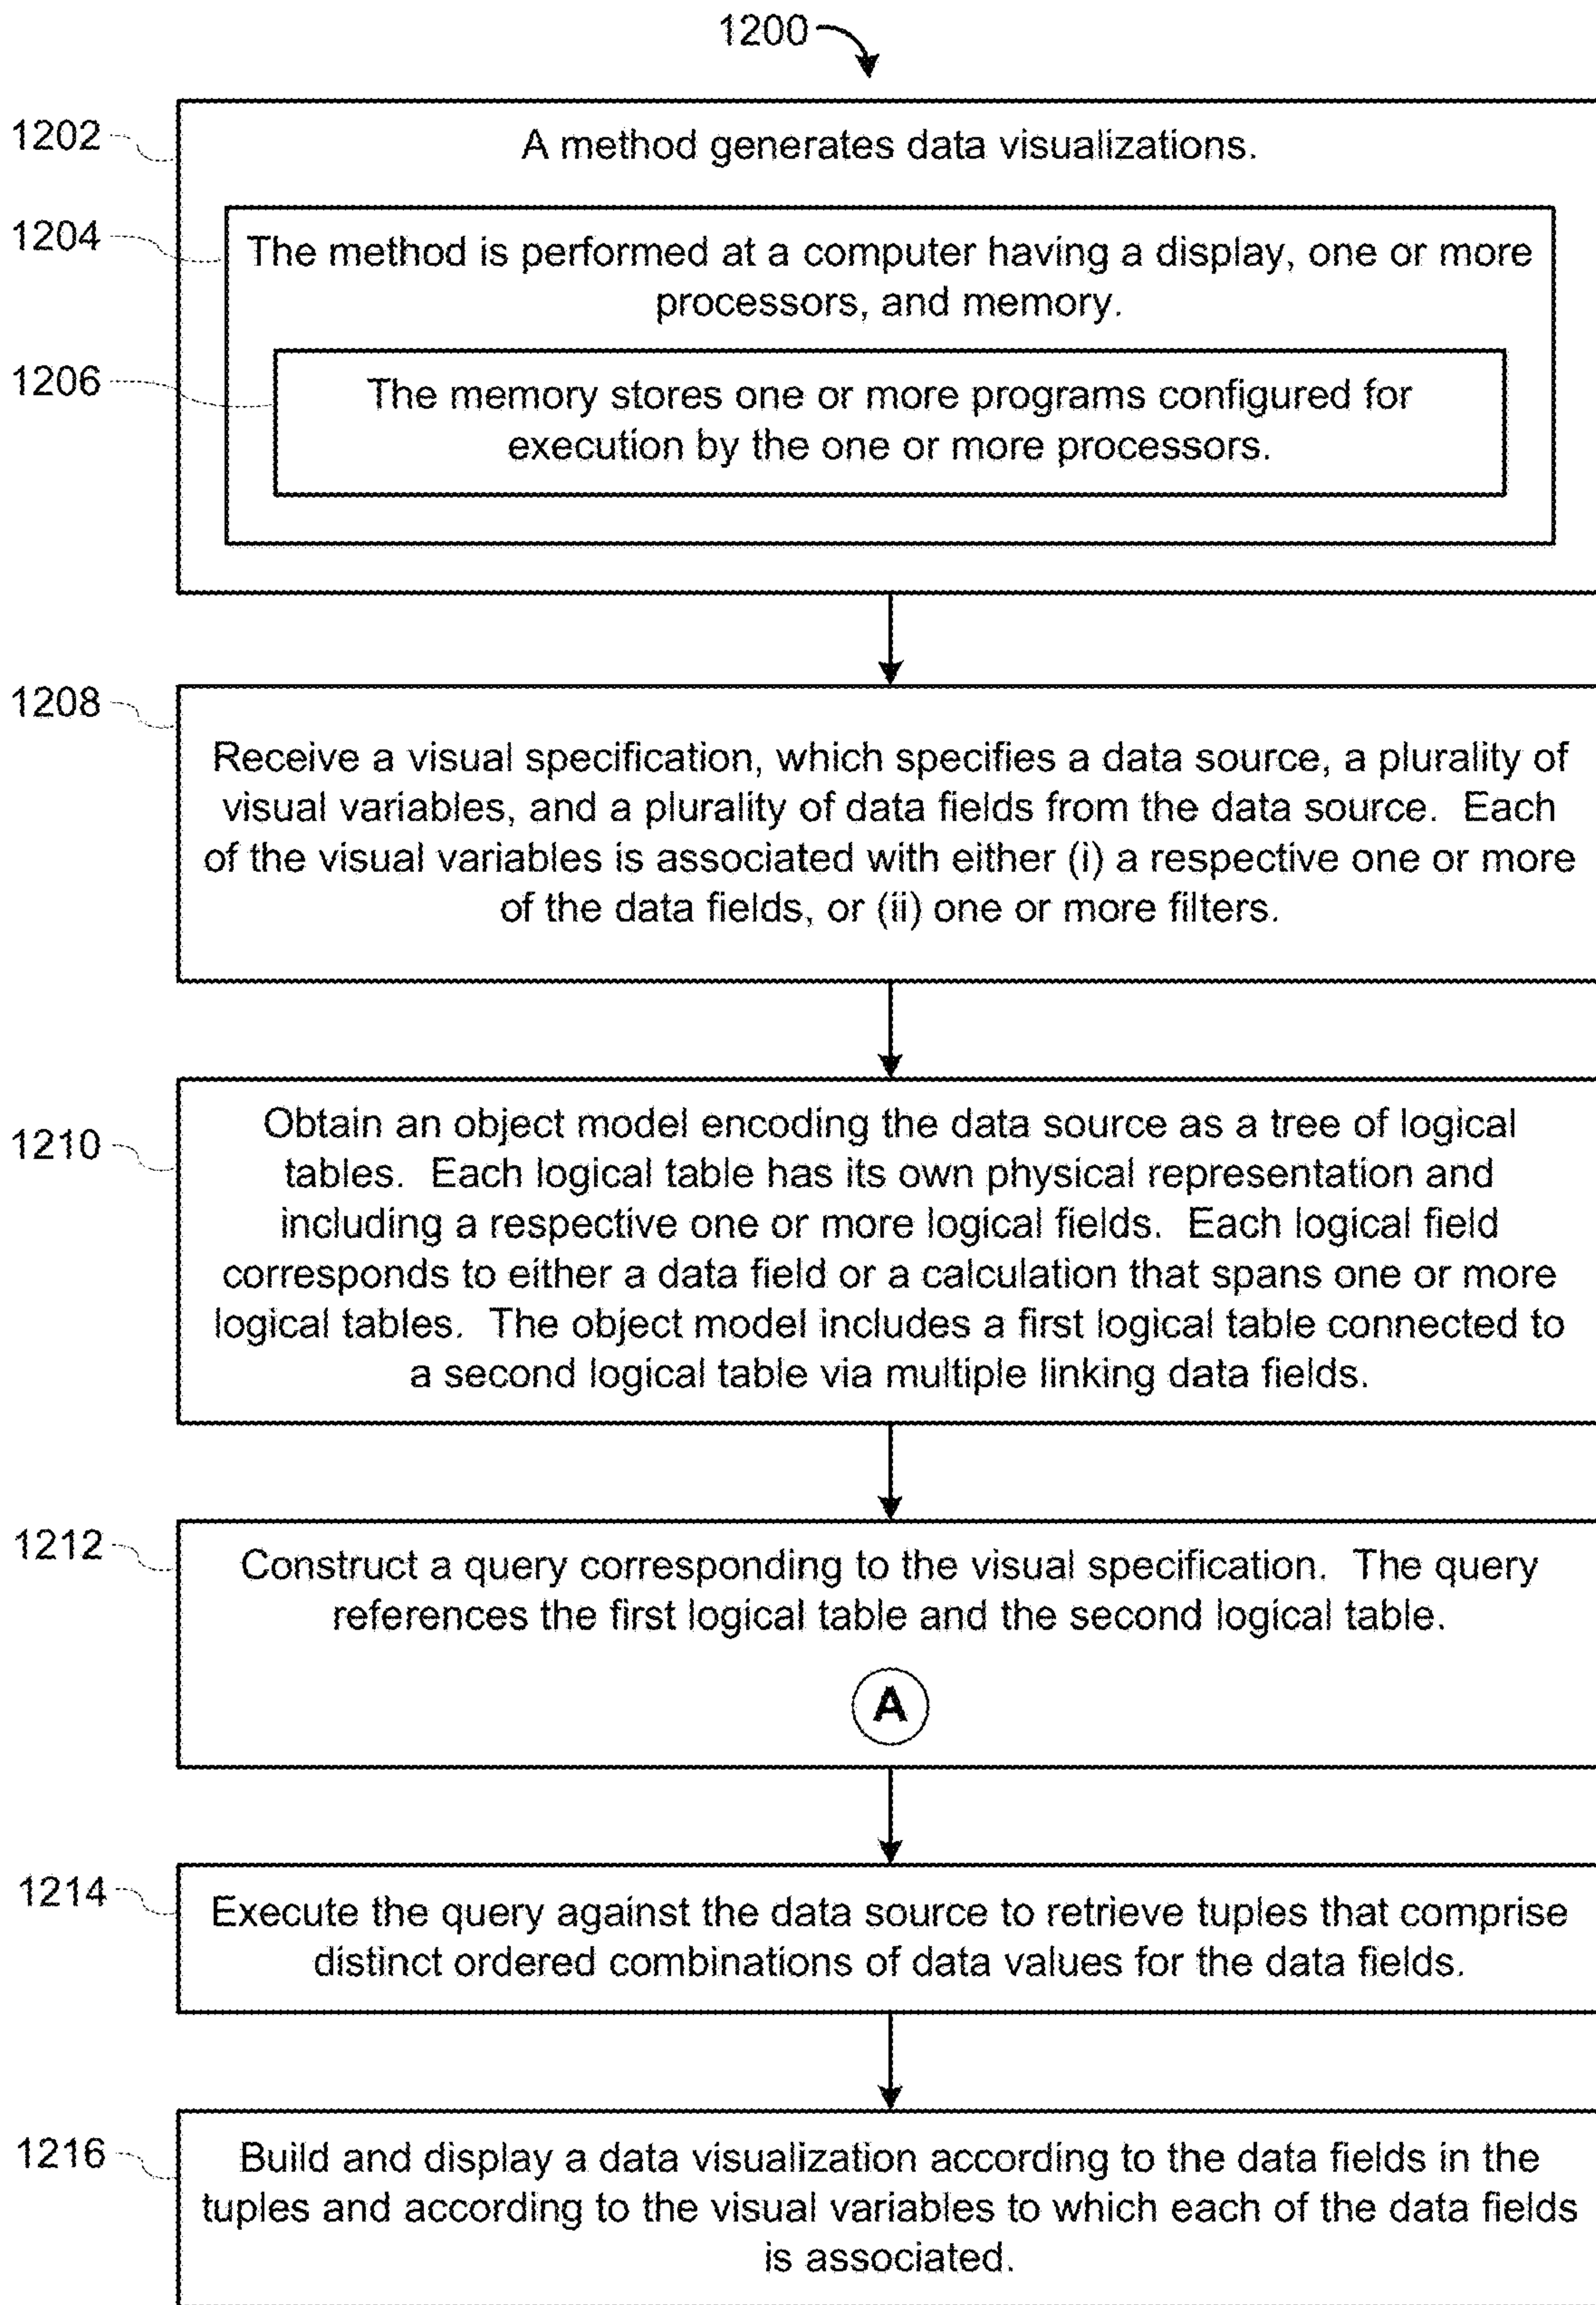 1200
1202
A method generates data visualizations.
1204
The method is performed at a computer having a display, one or more
processors, and memory.
1206
The memory stores one or more programs configured for
execution by the one or more processors.
1208
Receive a visual specification, which specifies a data source, a plurality of
visual variables, and a plurality of data fields from the data source.  Each
of the visual variables is associated with either (i) a respective one or more
of the data fields, or (ii) one or more filters.
1210
Obtain an object model encoding the data source as a tree of logical
tables.  Each logical table has its own physical representation and
including a respective one or more logical fields.  Each logical field
corresponds to either a data field or a calculation that spans one or more
logical tables.  The object model includes a first logical table connected to
a second logical table via multiple linking data fields.
1212
Construct a query corresponding to the visual specification.  The query
references the first logical table and the second logical table.
A
1214
Execute the query against the data source to retrieve tuples that comprise
distinct ordered combinations of data values for the data fields.
1216
Build and display a data visualization according to the data fields in the
tuples and according to the visual variables to which each of the data fields
is associated.